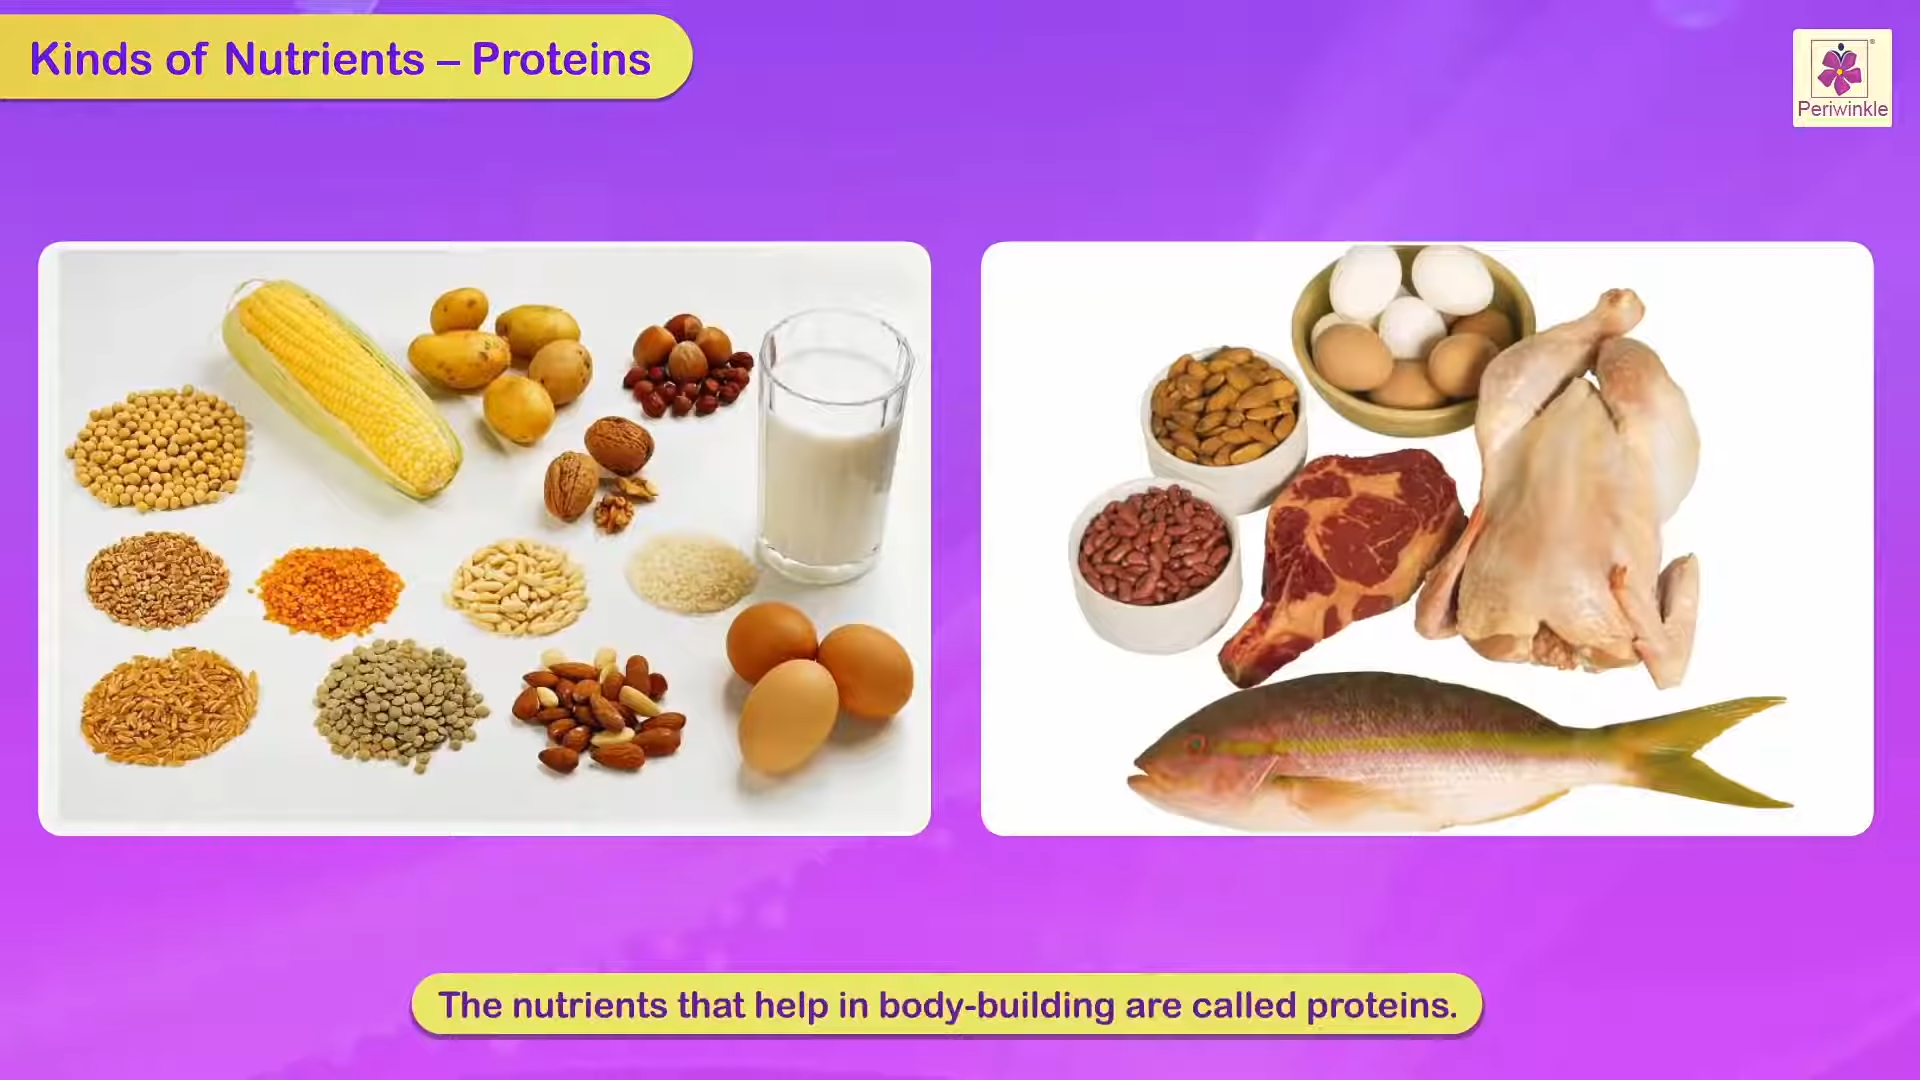 Kinds of Nutrients – Proteins
®
Periwinkle
The nutrients that help in body-building are called proteins.